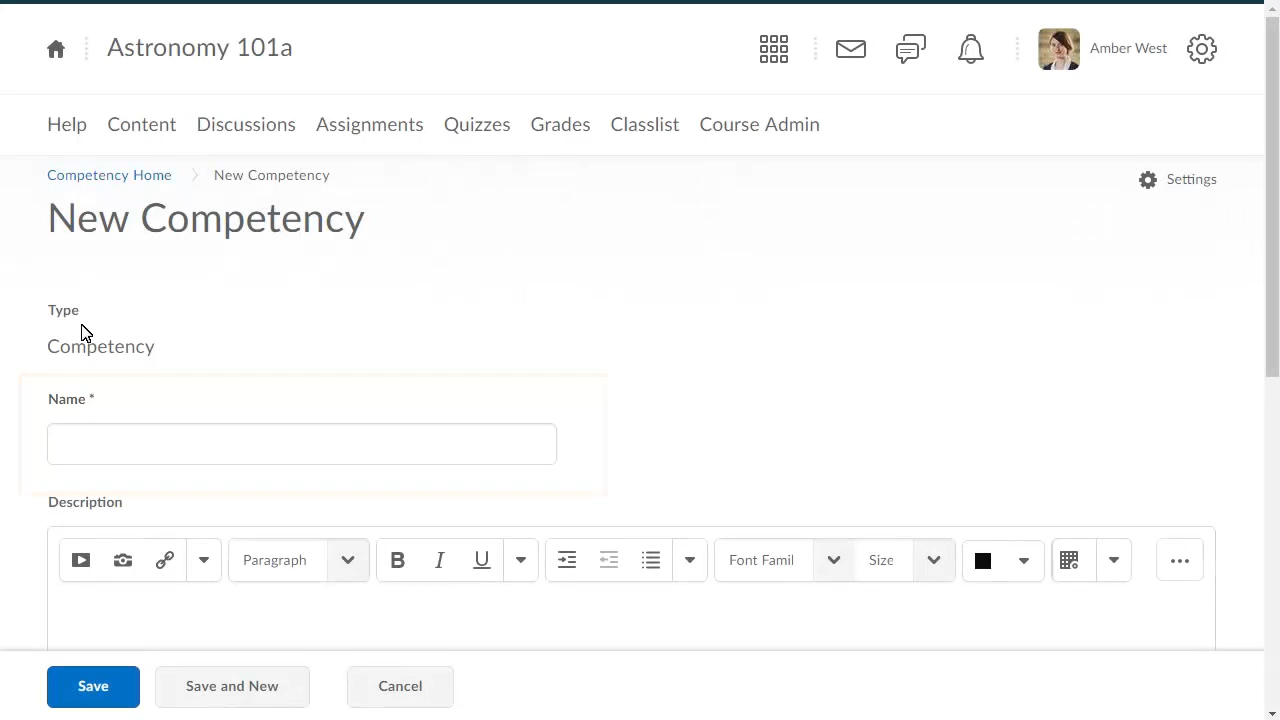 Astronomy 101a
Amber West
Help Content Discussions Assignments Quizzes Grades Classlist Course Admin
Competency Home New Competency
Settings
New Competency
Type
Competency
Name *
Description
Paragraph B I U Font Famil Size
Save Save and New Cancel